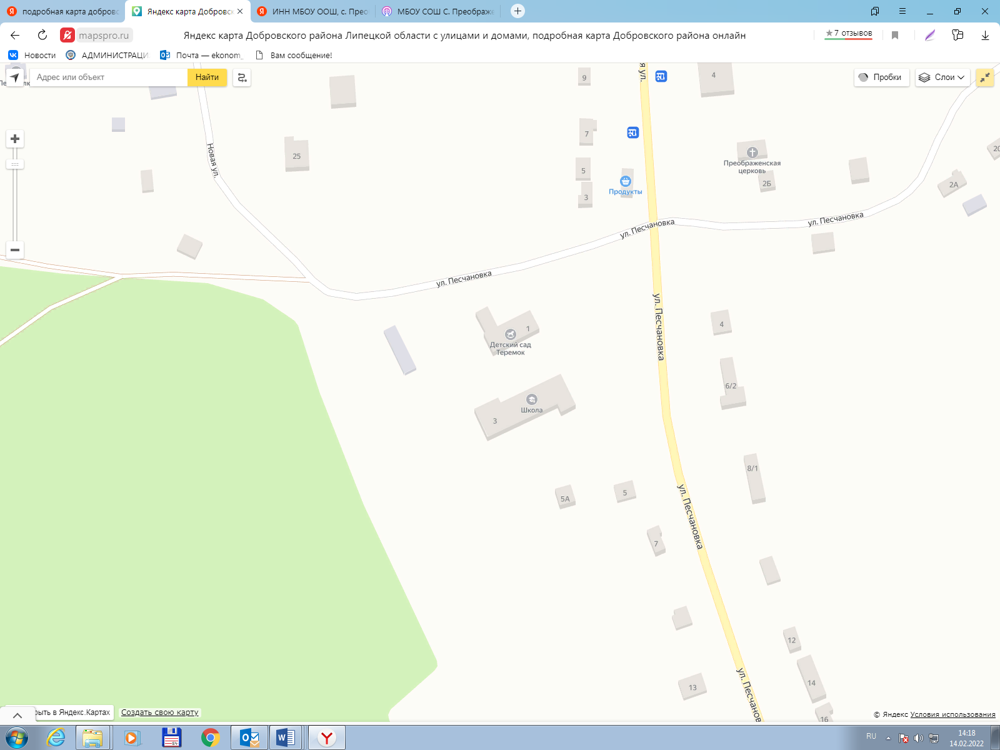 подробная карта добровс
Яндекс карта Добровск
ИНН МБОУ ООШ, с. Прео
МБОУ СОШ С. Преображе
mapspro.ru
Яндекс карта Добровского района Липецкой области с улицами и домами, подробная карта Добровского района онлайн
★7 отзывов
Новости
АДМИНИСТРАЦИ
Почта — ekonom_
Вам сообщение!
Адрес или объект
Найти
Пробки
Слои
я ул.
9
4
7
25
Новая ул.
5
3
Продукты
Преображенская
церковь
2Б
2А
20
ул. Песчановка
ул. Песчановка
ул. Песчановка
ул. Песчановка
1
Детский сад
Теремок
4
6/2
Школа
3
8/1
5А
5
7
ул. Песчановка
12
14
13
16
ул. Песчанов
рыть в Яндекс.Картах
Создать свою карту
© Яндекс Условия использования
RU
14:18
14.02.2022